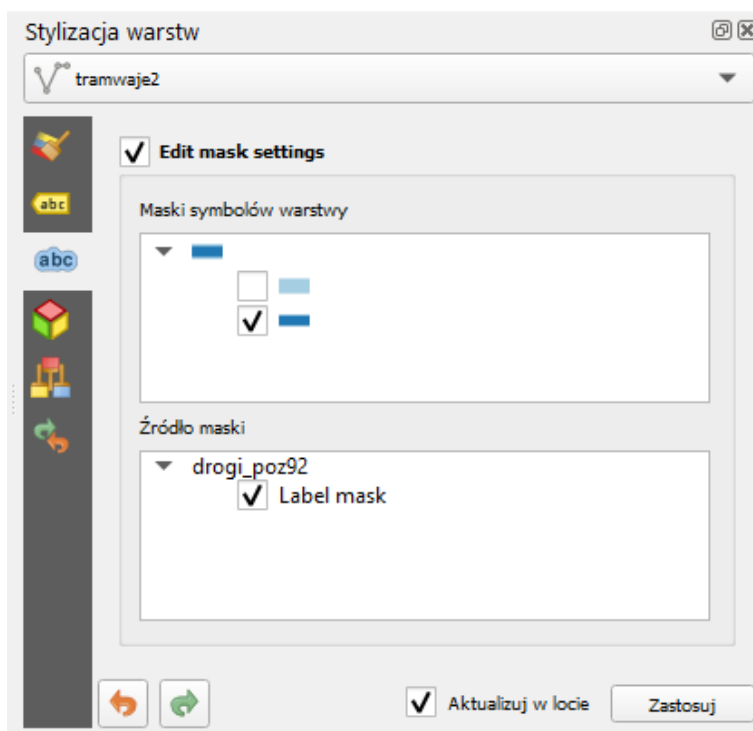 Stylizacja warstw
tramwaje2
Edit mask settings
abc
Maski symbolów warstwy
abc
Źródło maski
drogi_poz92
Label mask
Aktualizuj w locie
Zastosuj